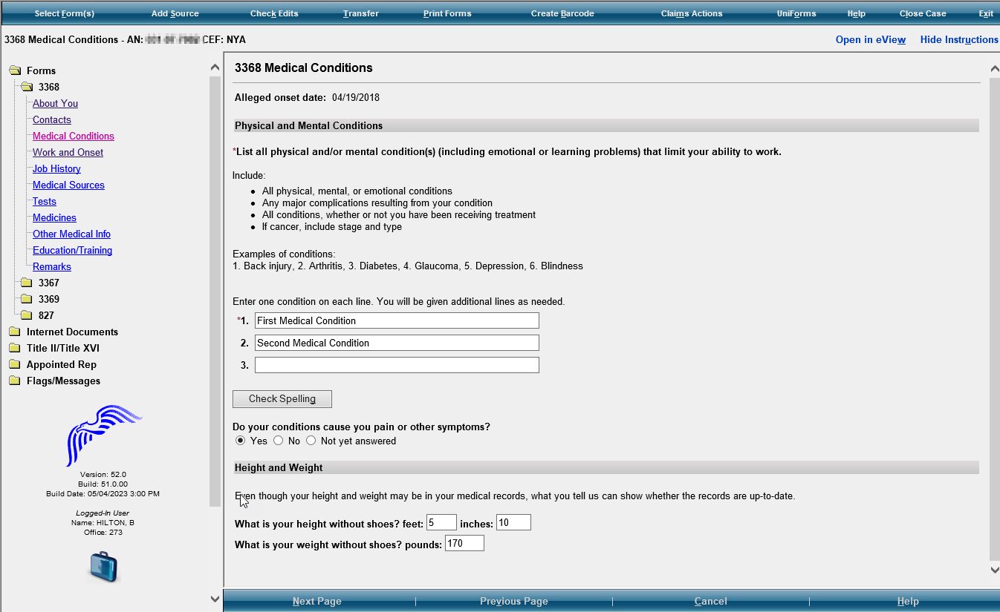 Select Form(s) Add Source Check Edits Transfer Print Forms Create Barcode Claims Actions UniForms Help Close Case Exit
3368 Medical Conditions - AN: CEF: NYA Open in eView Hide Instructions
Forms
3368
About You
Contacts
Medical Conditions
Work and Onset
Job History
Medical Sources
Tests
Medicines
Other Medical Info
Education/Training
Remarks
3367
3369
827
Internet Documents
Title II/Title XVI
Appointed Rep
Flags/Messages
Version: 52.0
Build: 51.0.00
Build Date: 05/04/2023 3:00 PM
Logged-In User
Name: HILTON, B
Office: 273
3368 Medical Conditions
Alleged onset date: 04/19/2018
Physical and Mental Conditions
*List all physical and/or mental condition(s) (including emotional or learning problems) that limit your ability to work.
Include:
• All physical, mental, or emotional conditions
• Any major complications resulting from your condition
• All conditions, whether or not you have been receiving treatment
• If cancer, include stage and type
Examples of conditions:
1. Back injury, 2. Arthritis, 3. Diabetes, 4. Glaucoma, 5. Depression, 6. Blindness
Enter one condition on each line. You will be given additional lines as needed.
*1. First Medical Condition
2. Second Medical Condition
3.
Check Spelling
Do your conditions cause you pain or other symptoms?
Yes No Not yet answered
Height and Weight
Even though your height and weight may be in your medical records, what you tell us can show whether the records are up-to-date.
What is your height without shoes? feet: 5 inches: 10
What is your weight without shoes? pounds: 170
Next Page | Previous Page | Cancel | Help